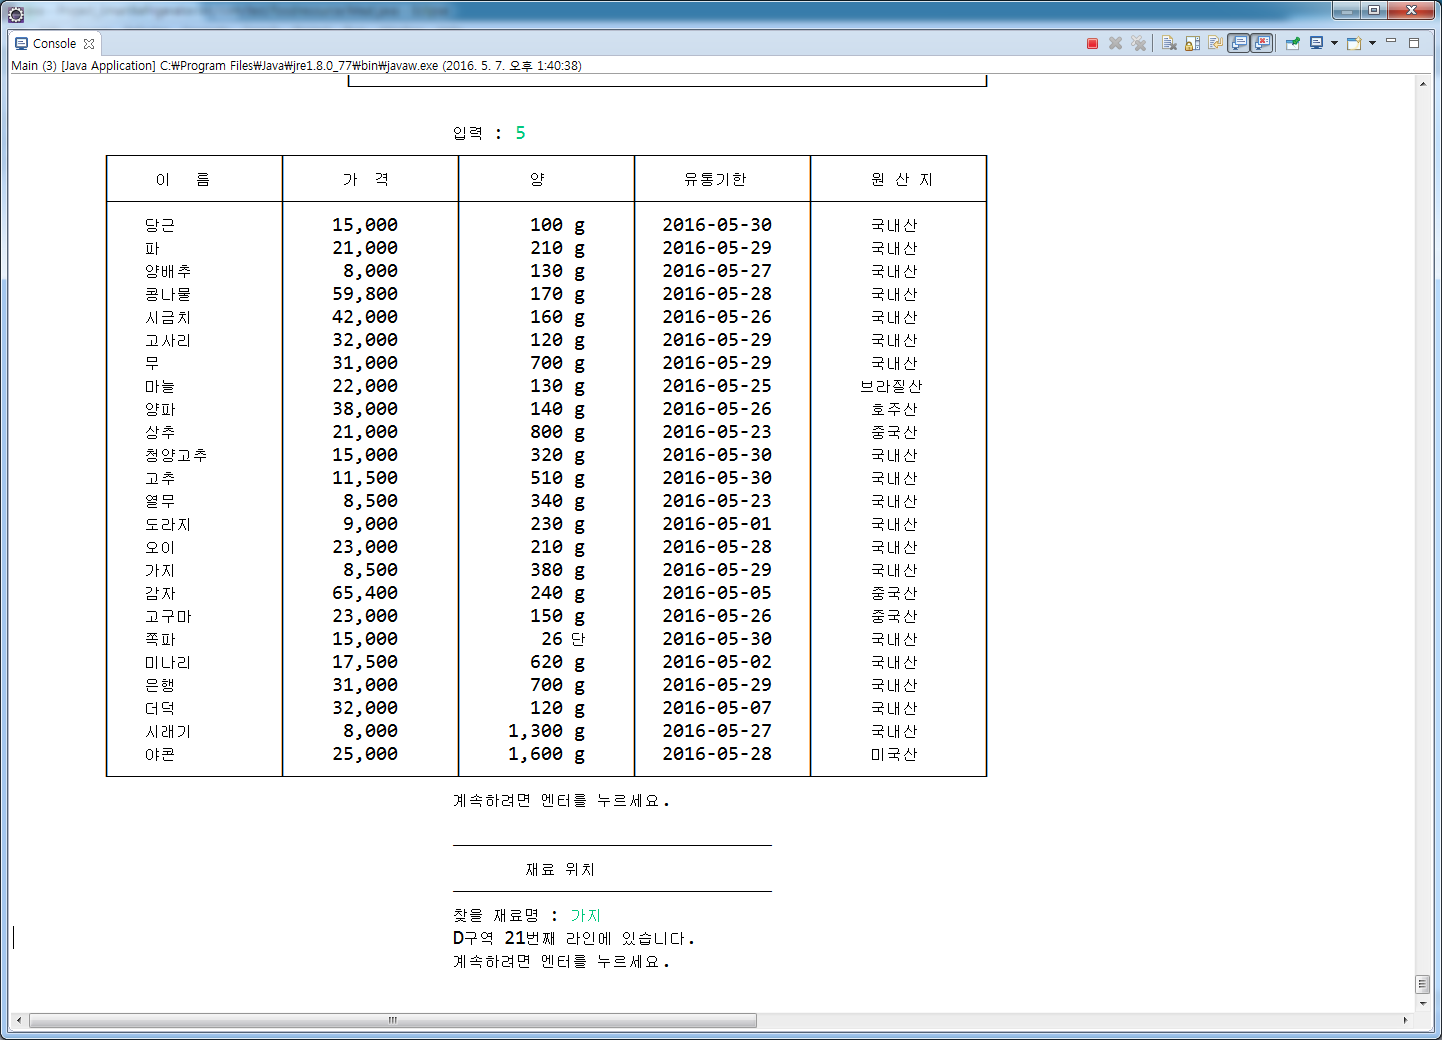 Console
Main (3) [Java Application] C:₩Program Files₩Java₩jre1.8.0_77₩bin₩javaw.exe (2016. 5. 7. 오후 1:40:38)
입력 : 5
이 름 가 격 양 유통기한 원 산 지
당근 15,000 100 g 2016-05-30 국내산
파 21,000 210 g 2016-05-29 국내산
양배추 8,000 130 g 2016-05-27 국내산
콩나물 59,800 170 g 2016-05-28 국내산
시금치 42,000 160 g 2016-05-26 국내산
고사리 32,000 120 g 2016-05-29 국내산
무 31,000 700 g 2016-05-29 국내산
마늘 22,000 130 g 2016-05-25 브라질산
양파 38,000 140 g 2016-05-26 호주산
상추 21,000 800 g 2016-05-23 중국산
청양고추 15,000 320 g 2016-05-30 국내산
고추 11,500 510 g 2016-05-30 국내산
열무 8,500 340 g 2016-05-23 국내산
도라지 9,000 230 g 2016-05-01 국내산
오이 23,000 210 g 2016-05-28 국내산
가지 8,500 380 g 2016-05-29 국내산
감자 65,400 240 g 2016-05-05 중국산
고구마 23,000 150 g 2016-05-26 중국산
쪽파 15,000 26 단 2016-05-30 국내산
미나리 17,500 620 g 2016-05-02 국내산
은행 31,000 700 g 2016-05-29 국내산
더덕 32,000 120 g 2016-05-07 국내산
시래기 8,000 1,300 g 2016-05-27 국내산
야콘 25,000 1,600 g 2016-05-28 미국산
계속하려면 엔터를 누르세요.
재료 위치
찾을 재료명 : 가지
D구역 21번째 라인에 있습니다.
계속하려면 엔터를 누르세요.